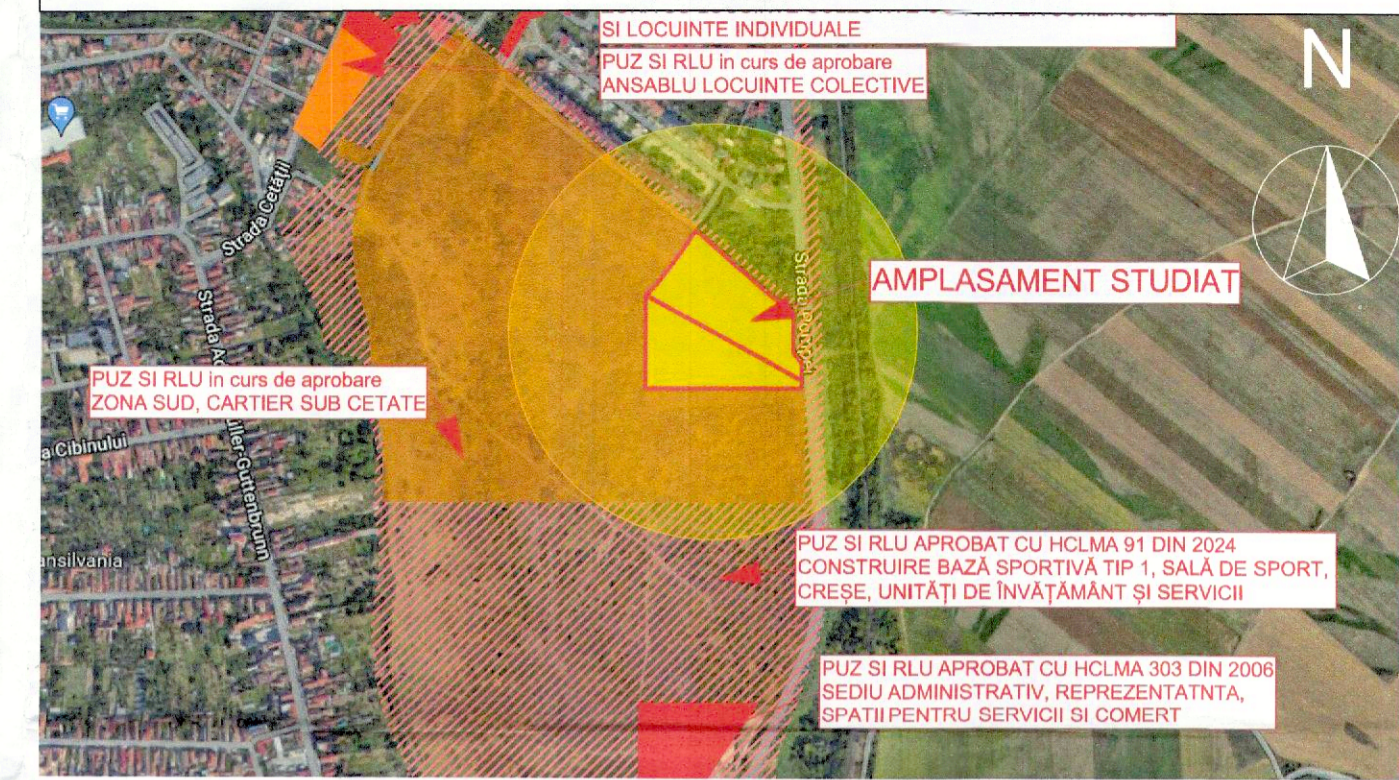 SI LOCUINTE INDIVIDUALE
PUZ SI RLU in curs de aprobare
ANSABLU LOCUINTE COLECTIVE
N
Strada Cetății
AMPLASAMENT STUDIAT
Strada
PUZ SI RLU in curs de aprobare
ZONA SUD, CARTIER SUB CETATE
Strada
üller-Guttenbrunn
a Cibinului
ansilvania
PUZ SI RLU APROBAT CU HCLMA 91 DIN 2024
CONSTRUIRE BAZĂ SPORTIVĂ TIP 1, SALĂ DE SPORT,
CREȘE, UNITĂȚI DE ÎNVĂȚĂMÂNT ȘI SERVICII
PUZ SI RLU APROBAT CU HCLMA 303 DIN 2006
SEDIU ADMINISTRATIV, REPREZENTATNTA,
SPATII PENTRU SERVICII SI COMERT